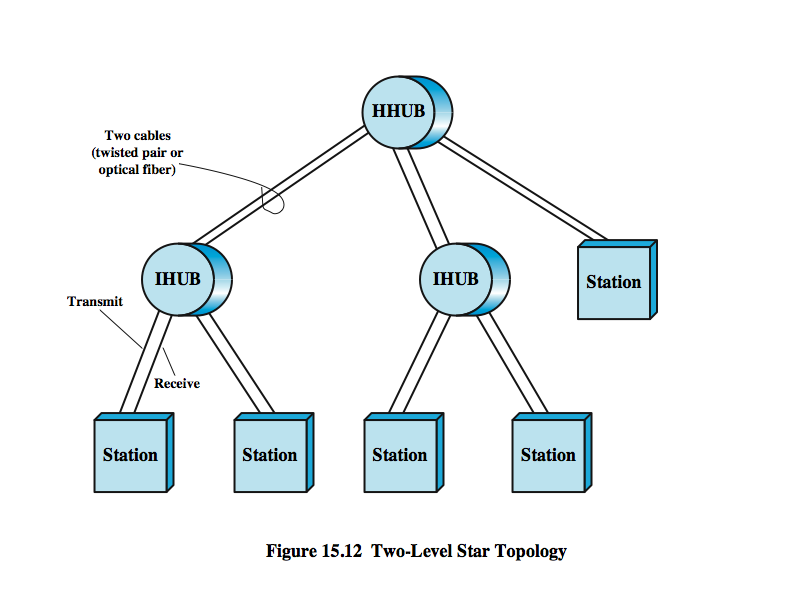 HHUB
Two cables
(twisted pair or
optical fiber)
IHUB
IHUB
Station
Transmit
Receive
Station
Station
Station
Station
Figure 15.12  Two-Level Star Topology